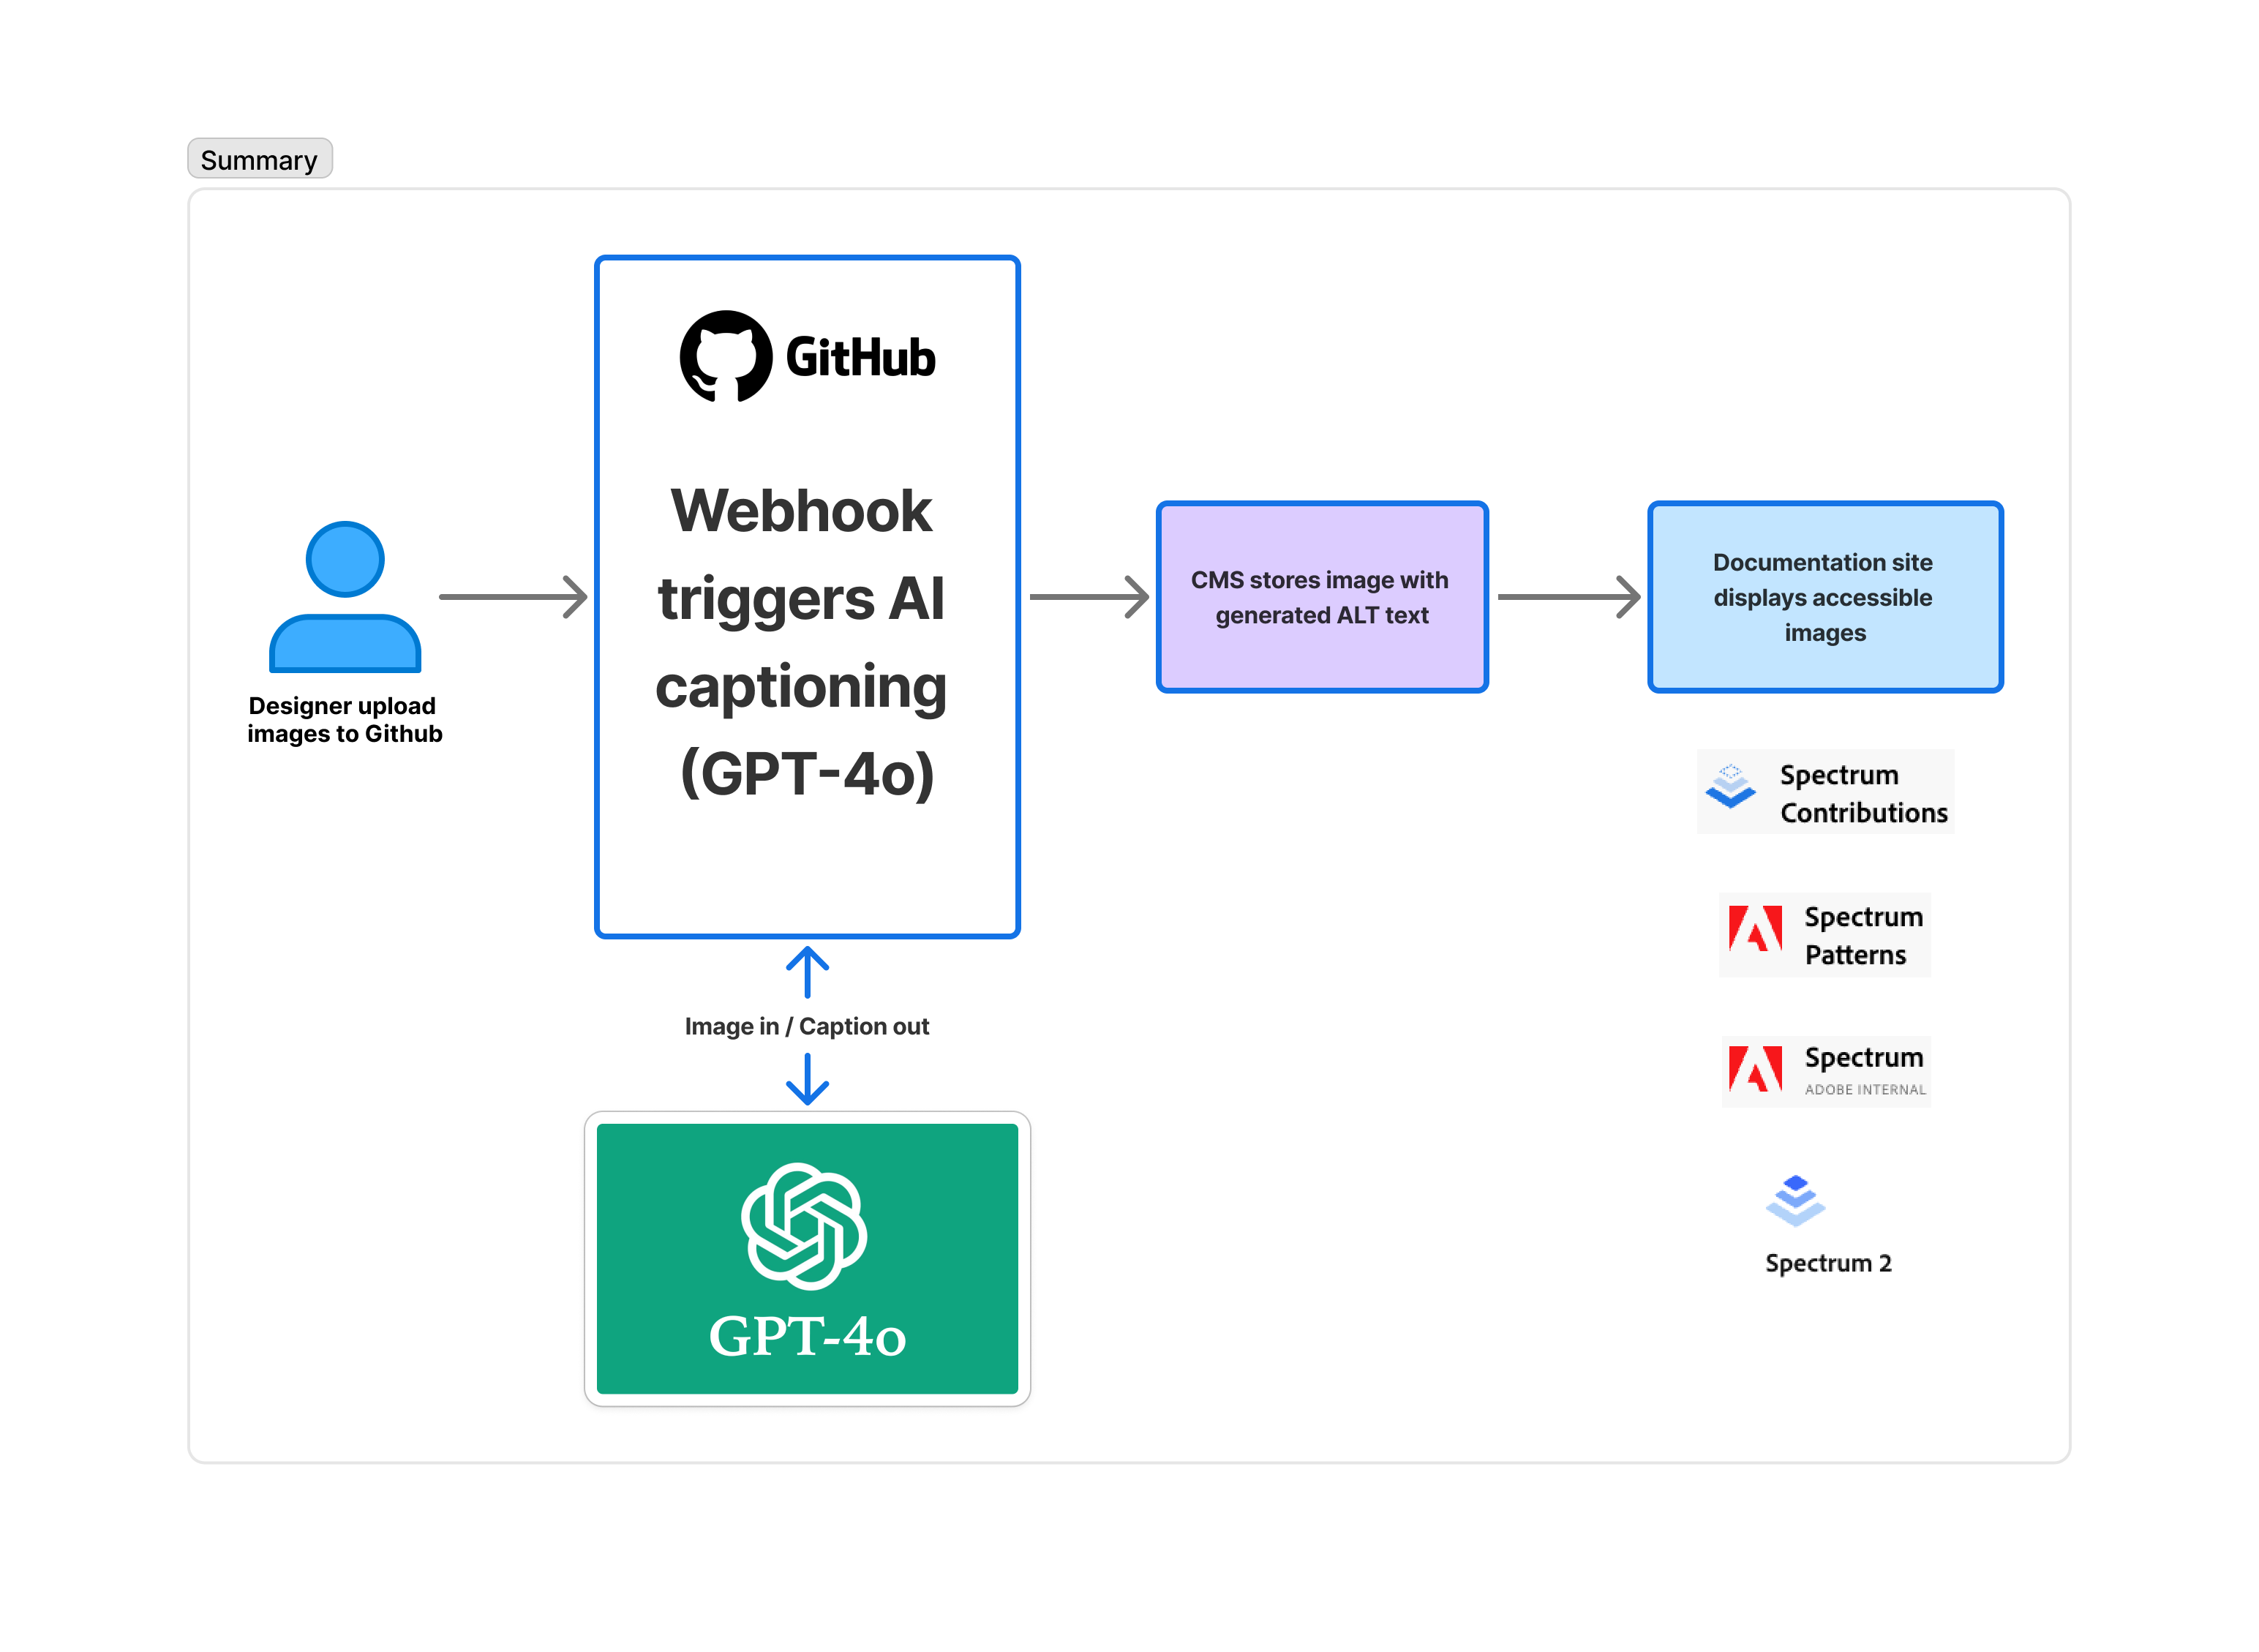 Summary
GitHub
Webhook
triggers AI
captioning
(GPT-4o)
Designer upload
images to Github
CMS stores image with
generated ALT text
Documentation site
displays accessible
images
Image in / Caption out
GPT-4o
Spectrum
Contributions
Spectrum
Patterns
Spectrum
ADOBE INTERNAL
Spectrum 2